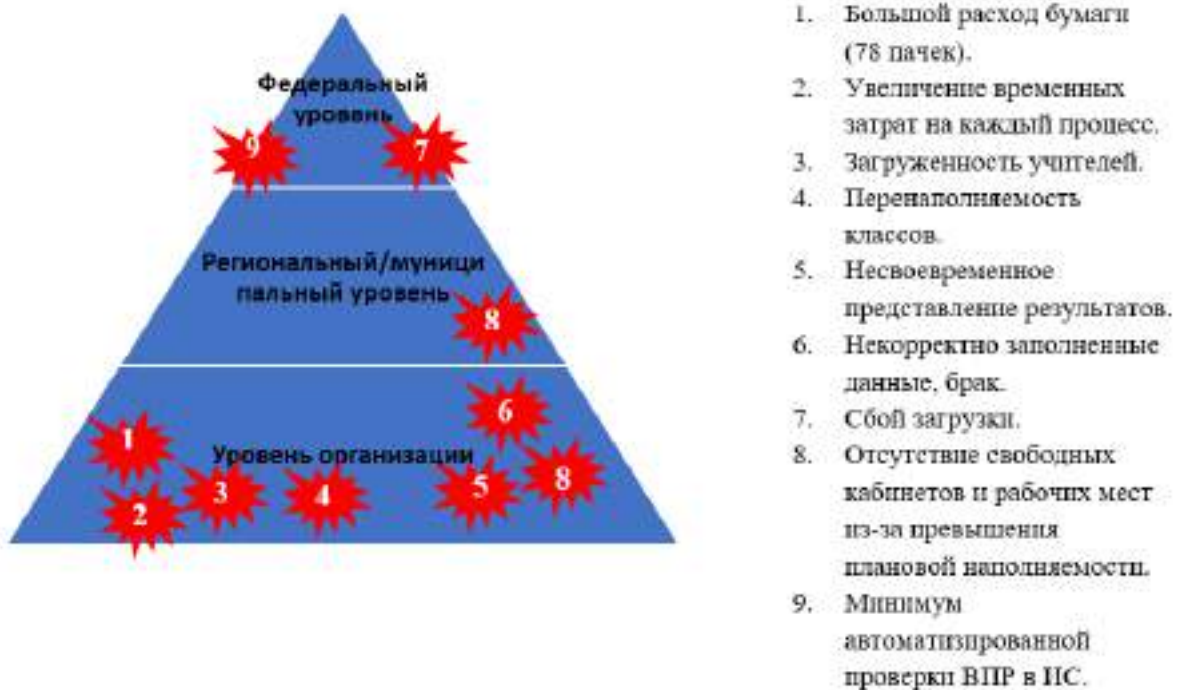 Федеральный
уровень
9
7
Региональный/муници
пальный уровень
8
6
1
Уровень организации
2
3
4
5
8
1. Большой расход бумаги
(78 пачек).
2. Увеличение временных
затрат на каждый процесс.
3. Загруженность учителей.
4. Перенаполняемость
классов.
5. Несвоевременное
представление результатов.
6. Некорректно заполненные
данные, брак.
7. Сбой загрузки.
8. Отсутствие свободных
кабинетов и рабочих мест
из-за превышения
плановой наполняемости.
9. Минимум
автоматизированной
проверки ВПР в ИС.